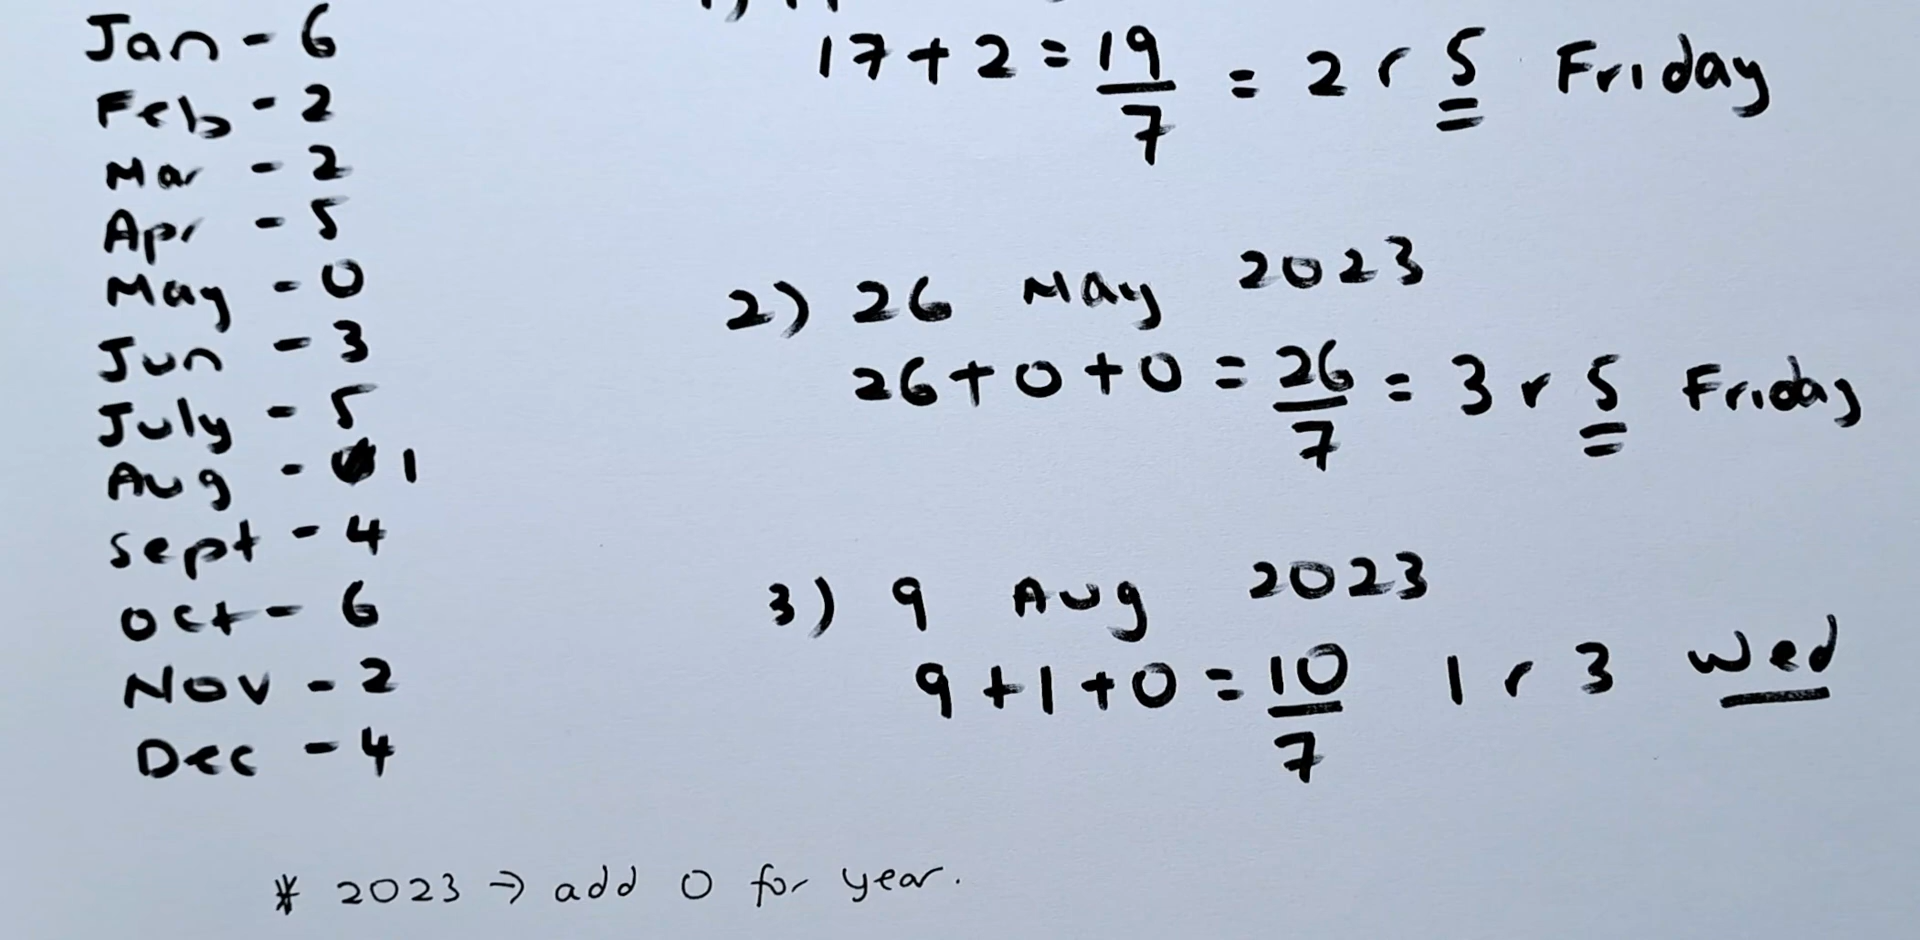 Jan - 6
Feb - 2
Mar - 2
Apr - 5
May - 0
Jun - 3
July - 5
Aug - 1
Sept - 4
Oct - 6
Nov - 2
Dec - 4
17 + 2 = 19/7 = 2 r 5 Friday
2) 26 May 2023
26 + 0 + 0 = 26/7 = 3 r 5 Friday
3) 9 Aug 2023
9 + 1 + 0 = 10/7 1 r 3 Wed
* 2023 → add 0 for year.